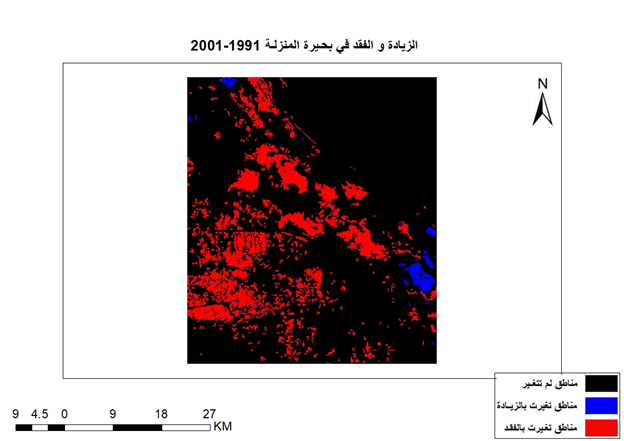 الزيادة و الفقد في بحيرة المنزلة 1991-2001
N
مناطق لم تتغير
مناطق تغيرت بالزيادة
مناطق تغيرت بالفقد
9 4.5 0 9 18 27 KM